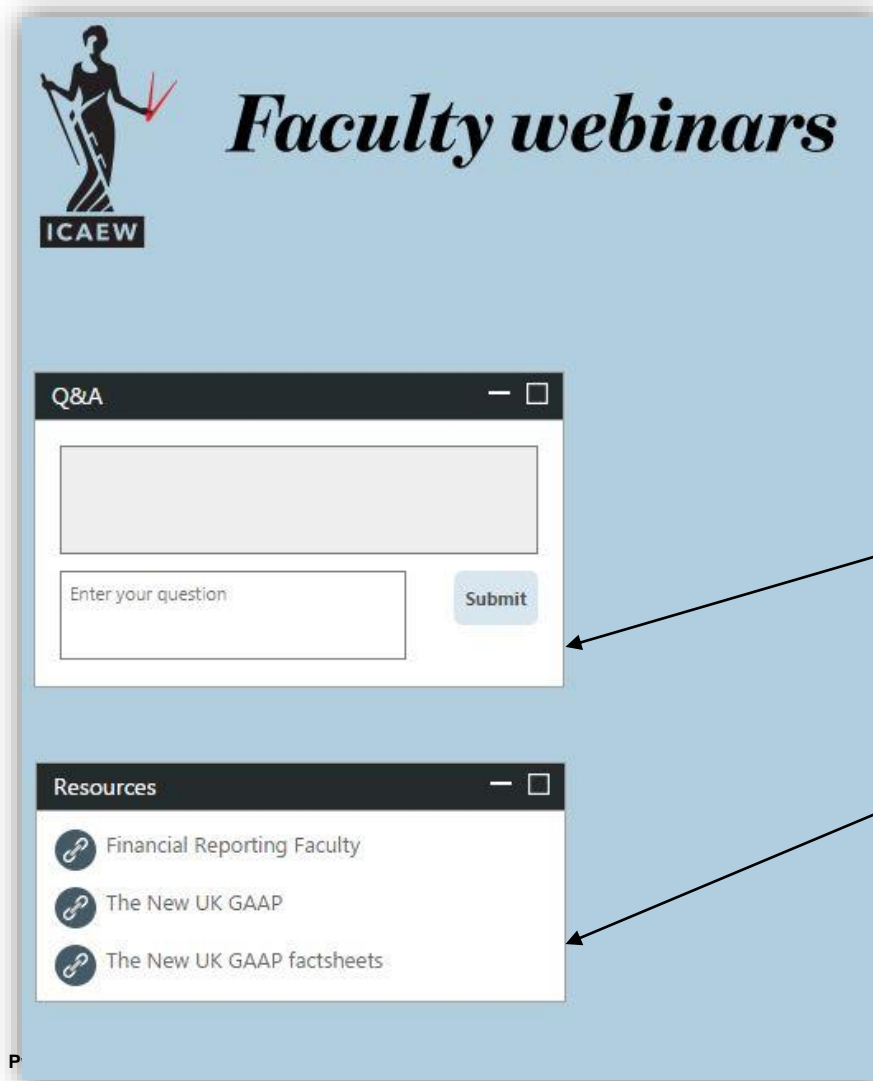 Faculty webinars
ICAEW
Q&A
Enter your question
Submit
Resources
Financial Reporting Faculty
The New UK GAAP
The New UK GAAP factsheets
P